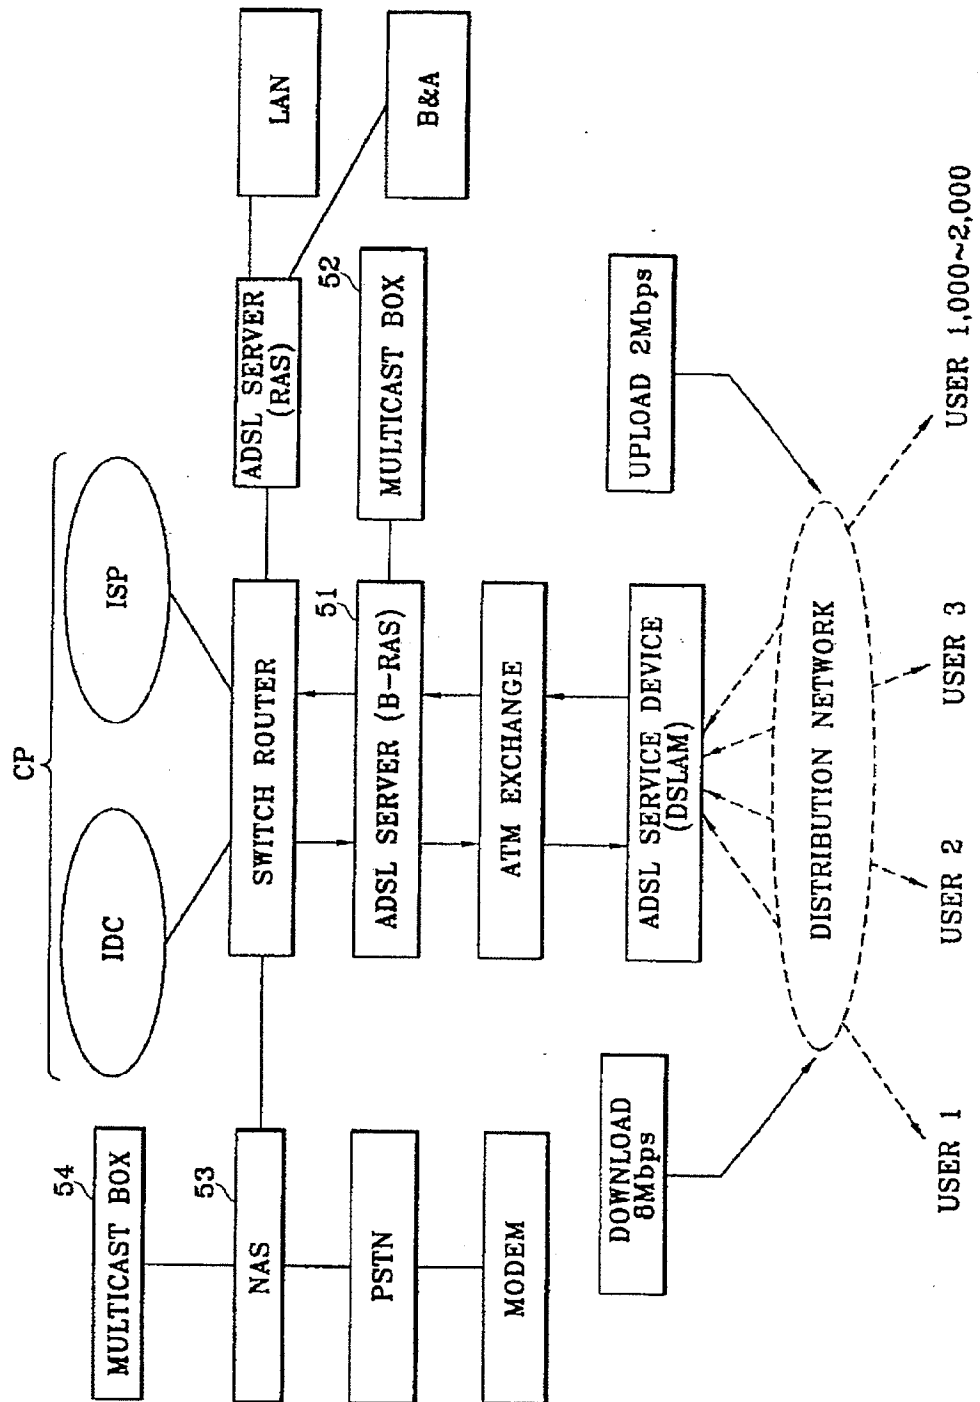 CP
IDC
ISP
54
MULTICAST BOX
53
NAS
PSTN
MODEM
SWITCH ROUTER
ADSL SERVER
(RAS)
LAN
B&A
51
ADSL SERVER (B-RAS)
52
MULTICAST BOX
ATM EXCHANGE
ADSL SERVICE DEVICE
(DSLAM)
DOWNLOAD
8Mbps
UPLOAD 2Mbps
DISTRIBUTION NETWORK
USER 1
USER 2
USER 3
USER 1,000~2,000